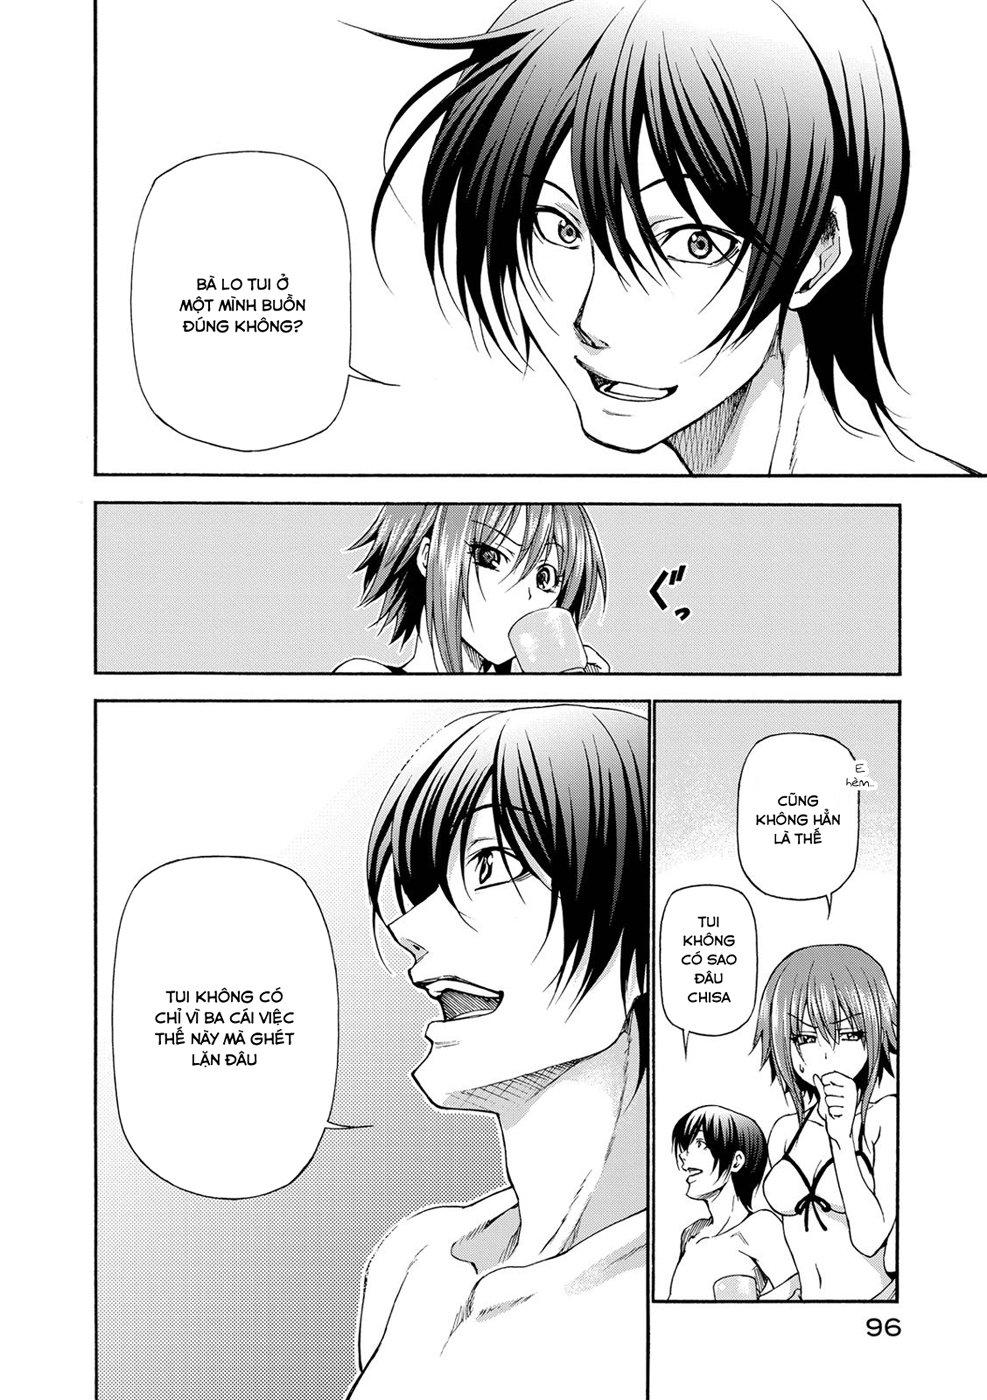 BÀ LO TUI Ở
MỘT MÌNH BUỒN
ĐÚNG KHÔNG?
ぐっ
E
hèm..
CŨNG
KHÔNG HẲN
LÀ THẾ
TUI
KHÔNG
CÓ SAO
ĐÂU
CHISA
TUI KHÔNG CÓ
CHỈ VÌ BA CÁI VIỆC
THẾ NÀY MÀ GHÉT
LẶN ĐÂU
96